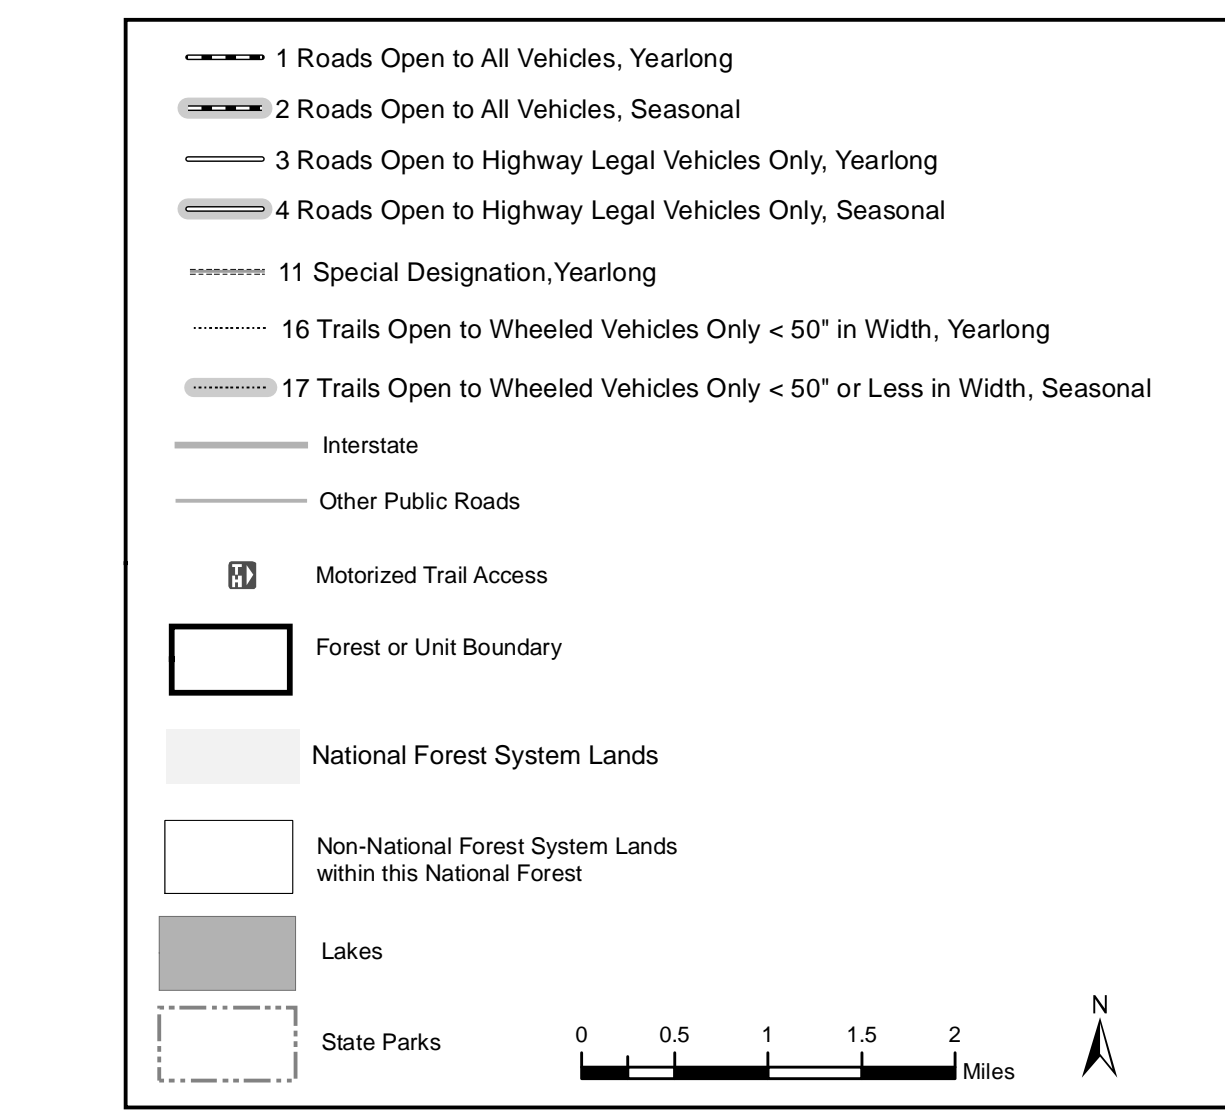 1 Roads Open to All Vehicles, Yearlong
2 Roads Open to All Vehicles, Seasonal
3 Roads Open to Highway Legal Vehicles Only, Yearlong
4 Roads Open to Highway Legal Vehicles Only, Seasonal
11 Special Designation,Yearlong
16 Trails Open to Wheeled Vehicles Only < 50" in Width, Yearlong
17 Trails Open to Wheeled Vehicles Only < 50" or Less in Width, Seasonal
Interstate
Other Public Roads
TH
Motorized Trail Access
Forest or Unit Boundary
National Forest System Lands
Non-National Forest System Lands
within this National Forest
Lakes
State Parks
0 0.5 1 1.5 2
Miles
N